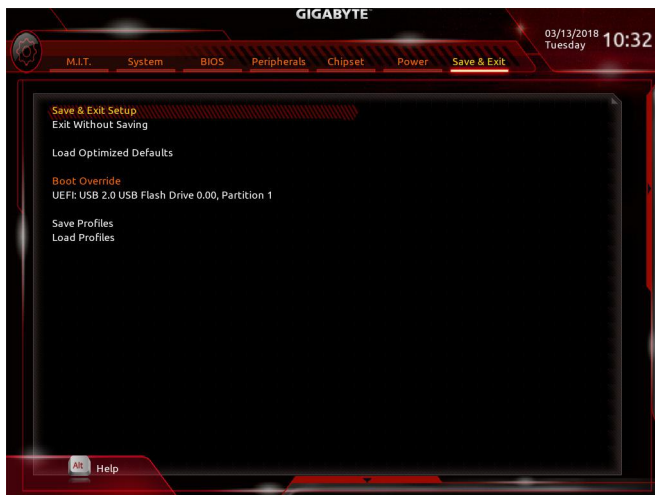 GIGABYTE™
03/13/2018
Tuesday
10:32
M.I.T. System BIOS Peripherals Chipset Power Save & Exit
Save & Exit Setup
Exit Without Saving
Load Optimized Defaults
Boot Override
UEFI: USB 2.0 USB Flash Drive 0.00, Partition 1
Save Profiles
Load Profiles
Alt Help